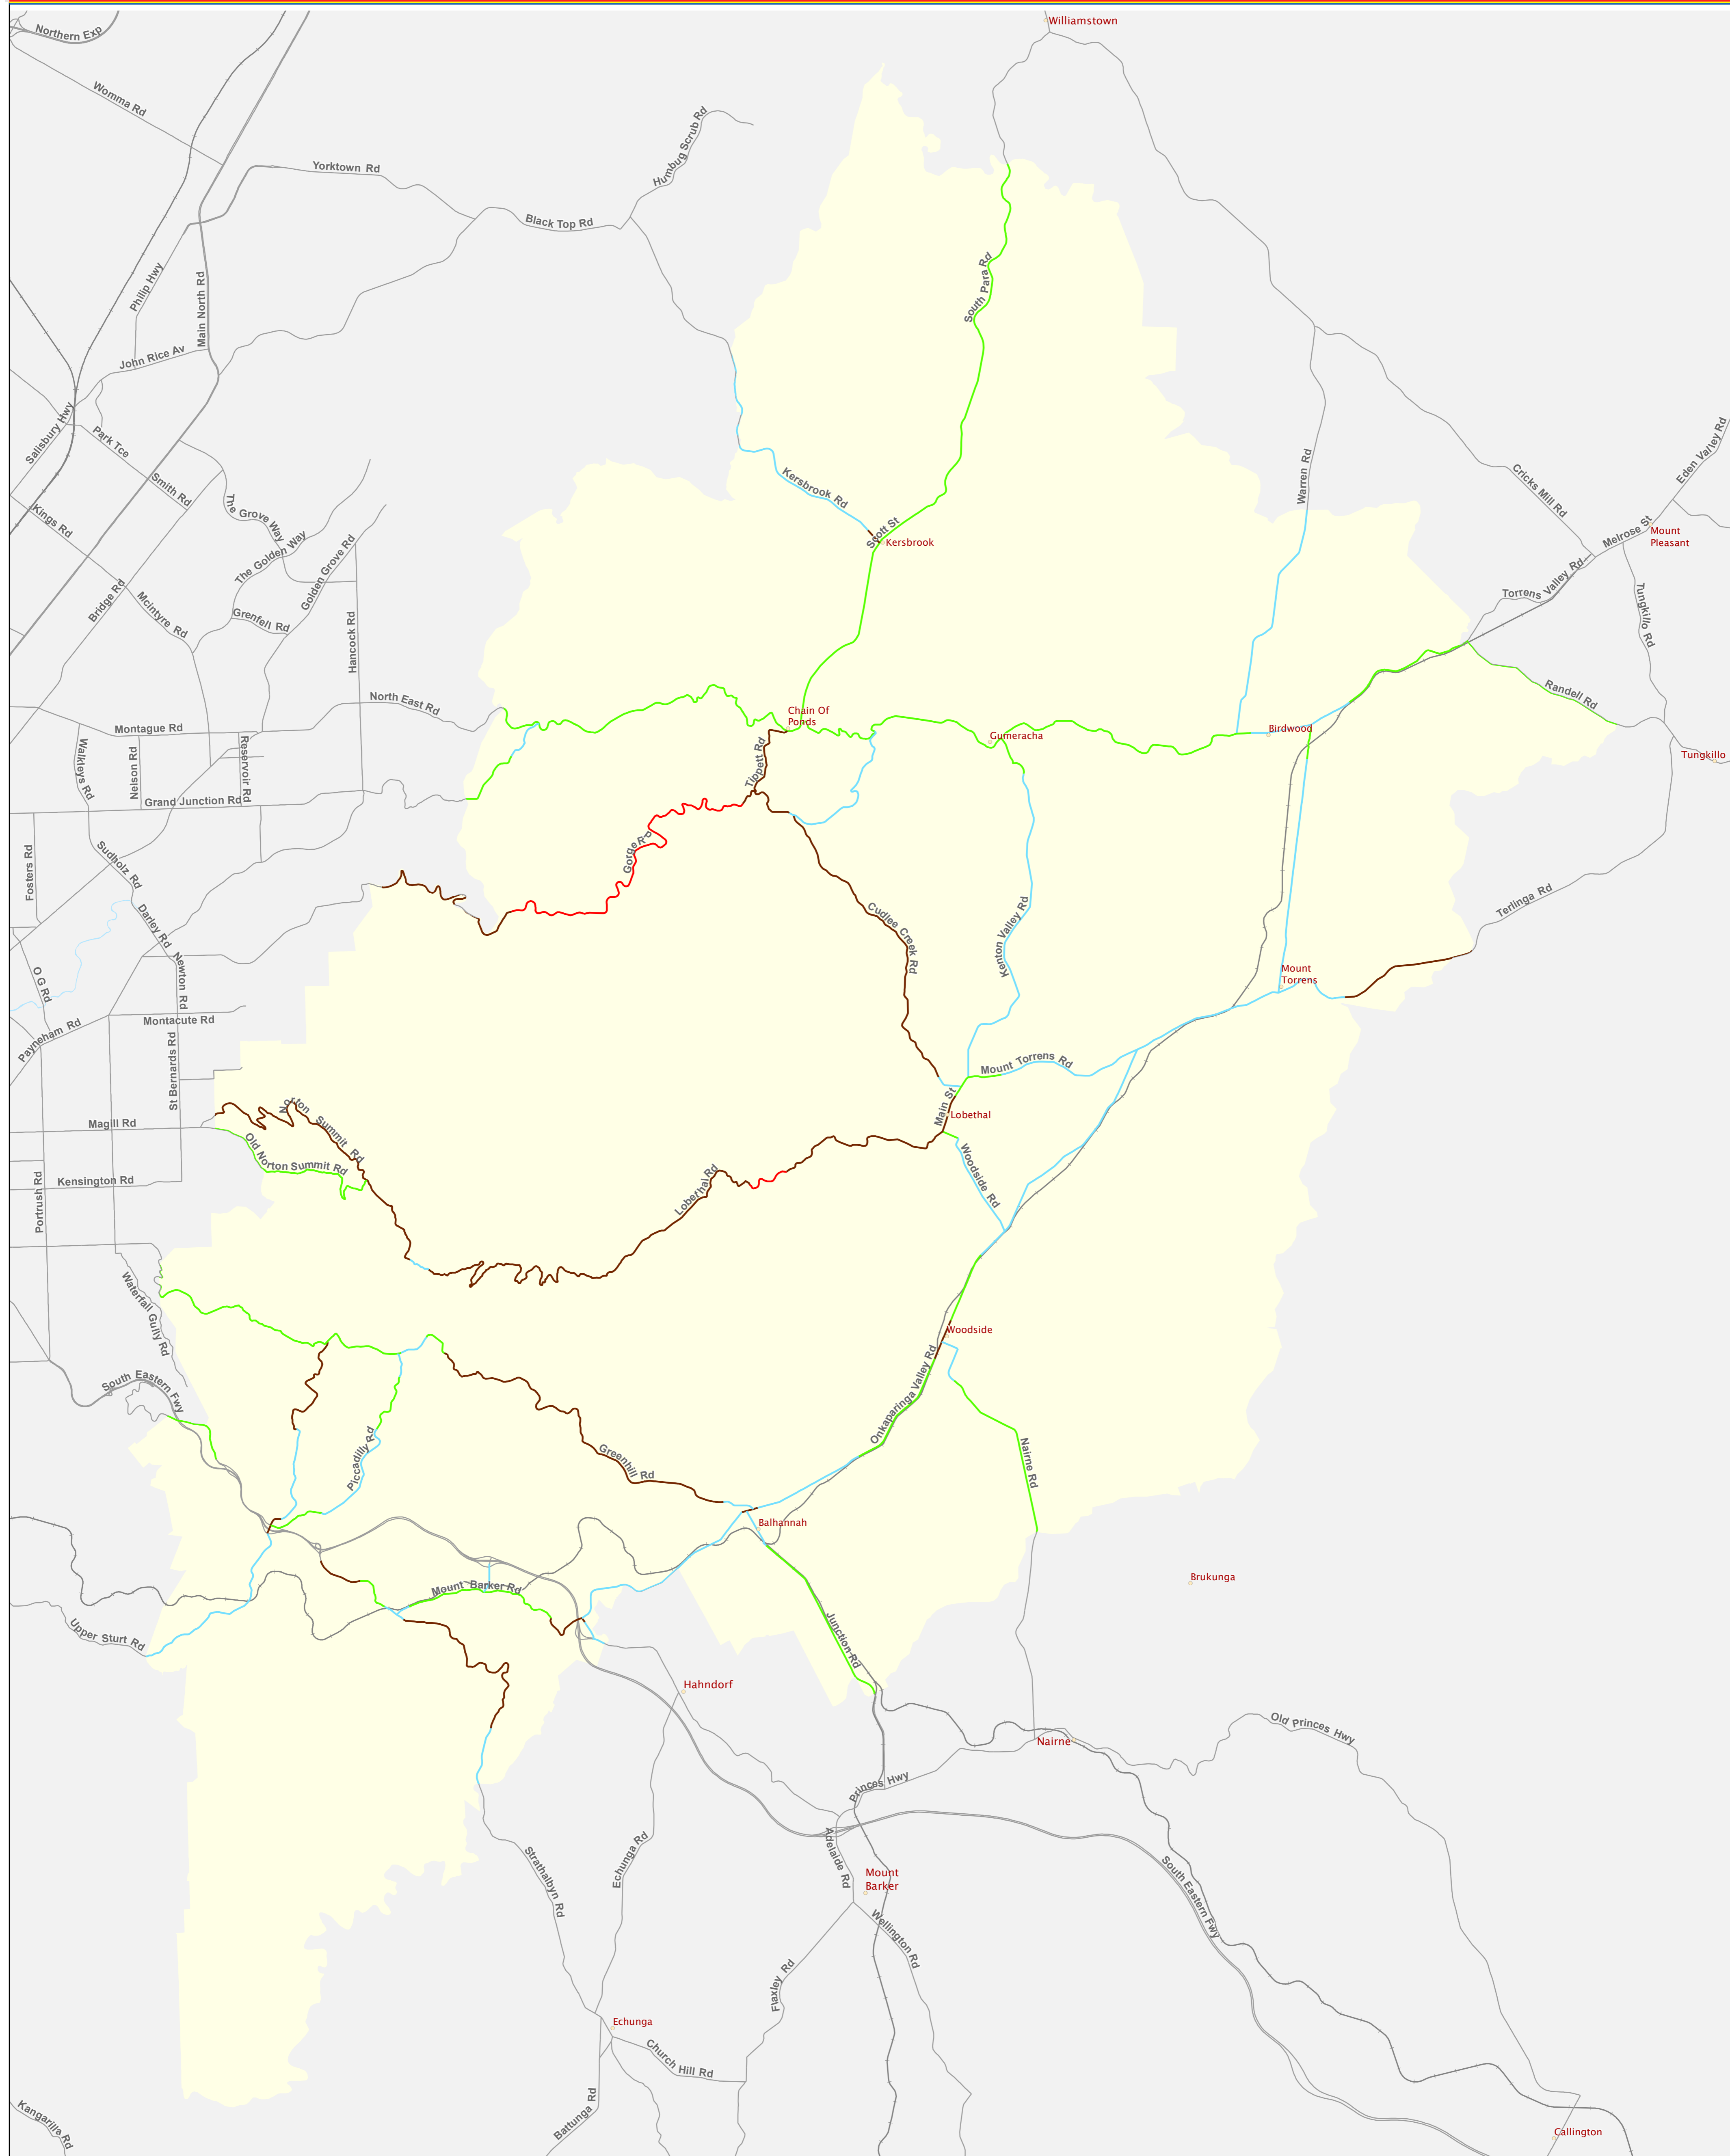 Williamstown
Northern Exp
Womma Rd
Humbug Scrub Rd
Yorktown Rd
Black Top Rd
Philip Hwy
Main North Rd
South Para Rd
John Rice Av
Salisbury Hwy
Park Tce
Smith Rd
Kersbrook Rd
Warren Rd
Cricks Mill Rd
Eden Valley Rd
Kings Rd
The Grove Way
The Golden Way
Golden Grove Rd
Scott St
Kersbrook
Melrose St
Mount
Pleasant
Bridge Rd
Mcintyre Rd
Grenfell Rd
Hancock Rd
Torrens Valley Rd
Tungkillo Rd
North East Rd
Randell Rd
Chain Of
Ponds
Montague Rd
Gumeracha
Birdwood
Tungkillo
Walkleys Rd
Nelson Rd
Reservoir Rd
Tippett Rd
Grand Junction Rd
Gorge Rd
Fosters Rd
Sudholz Rd
Darley Rd
Cudlee Creek Rd
Kenton Valley Rd
Terlinga Rd
Newton Rd
O G Rd
Mount
Torrens
Payneham Rd
Montacute Rd
St Bernards Rd
Mount Torrens Rd
Main St
Lobethal
Norton Summit Rd
Magill Rd
Old Norton Summit Rd
Lobethal Rd
Woodside Rd
Kensington Rd
Portrush Rd
Waterfall Gully Rd
Woodside
South Eastern Fwy
Onkaparinga Valley Rd
Piccadilly Rd
Greenhill Rd
Nairne Rd
Balhannah
Mount Barker Rd
Brukunga
Upper Sturt Rd
Junction Rd
Hahndorf
Old Princes Hwy
Nairne
Princes Hwy
Adelaide Rd
Strathalbyn Rd
Echunga Rd
Mount
Barker
South Eastern Fwy
Wellington Rd
Flaxley Rd
Echunga
Church Hill Rd
Battunga Rd
Kangarilla Rd
Callington